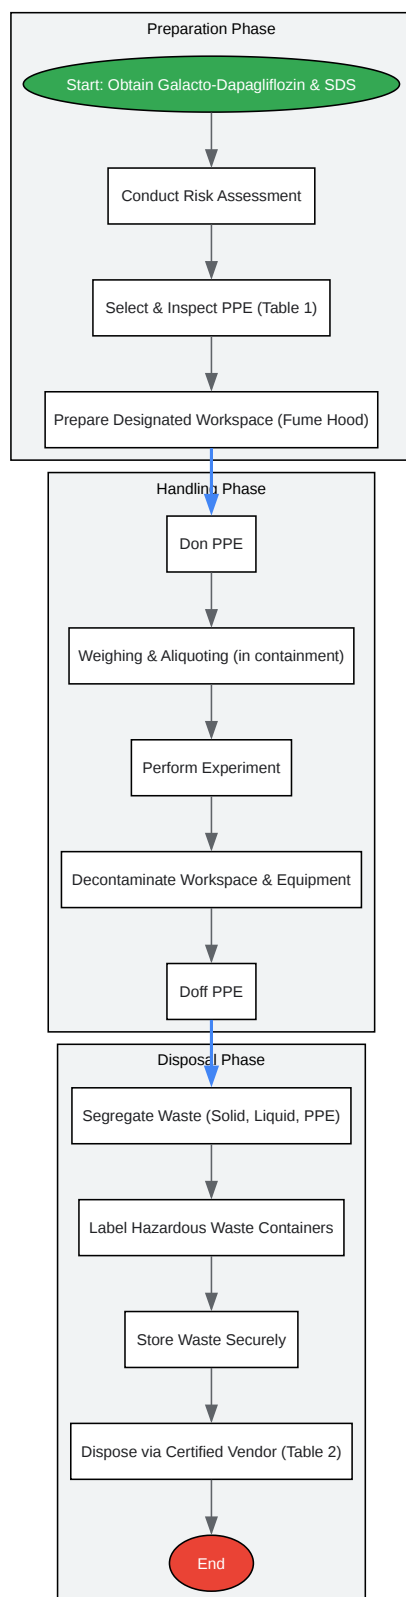 Preparation Phase
Start: Obtain Galacto-Dapagliflozin & SDS
Conduct Risk Assessment
Select & Inspect PPE (Table 1)
Prepare Designated Workspace (Fume Hood)
Handling Phase
Don PPE
Weighing & Aliquoting (in containment)
Perform Experiment
Decontaminate Workspace & Equipment
Doff PPE
Disposal Phase
Segregate Waste (Solid, Liquid, PPE)
Label Hazardous Waste Containers
Store Waste Securely
Dispose via Certified Vendor (Table 2)
End